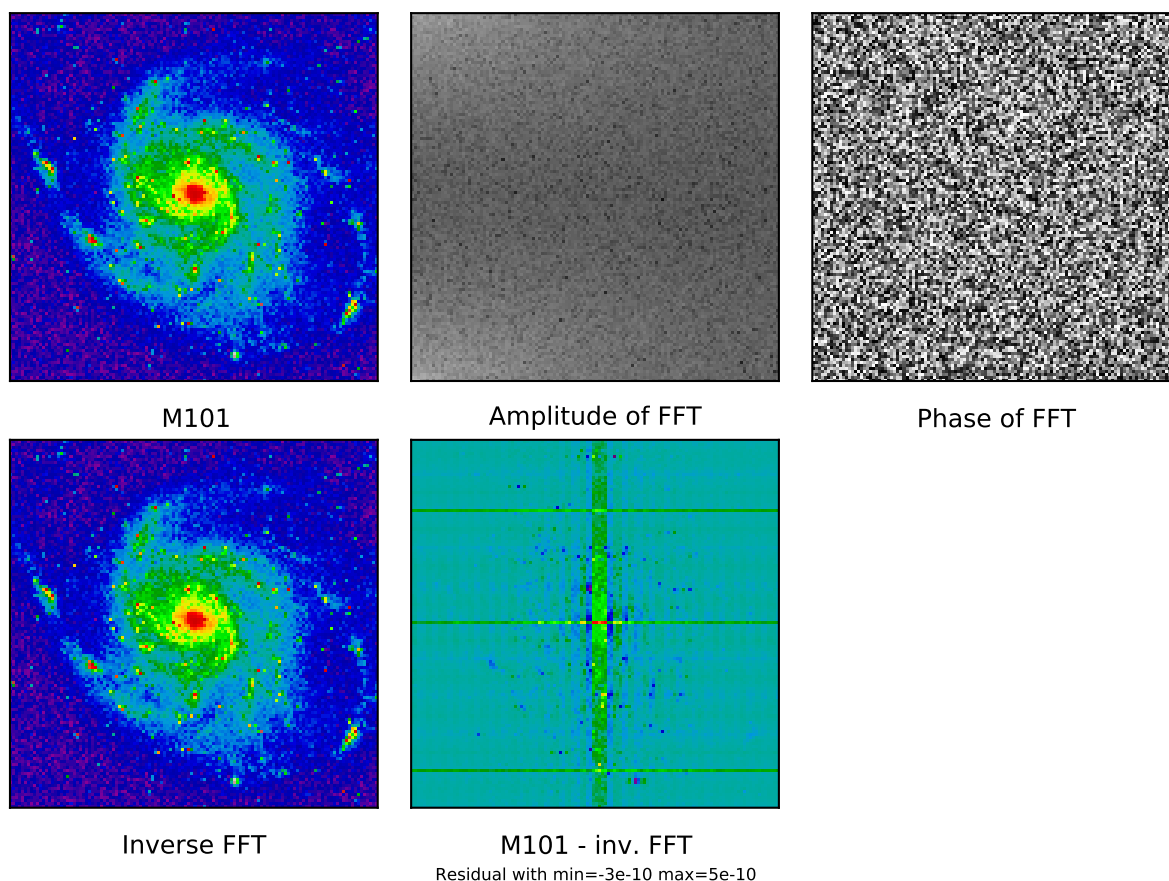 M101
Amplitude of FFT
Phase of FFT
Inverse FFT
M101 - inv. FFT
Residual with min=-3e-10 max=5e-10